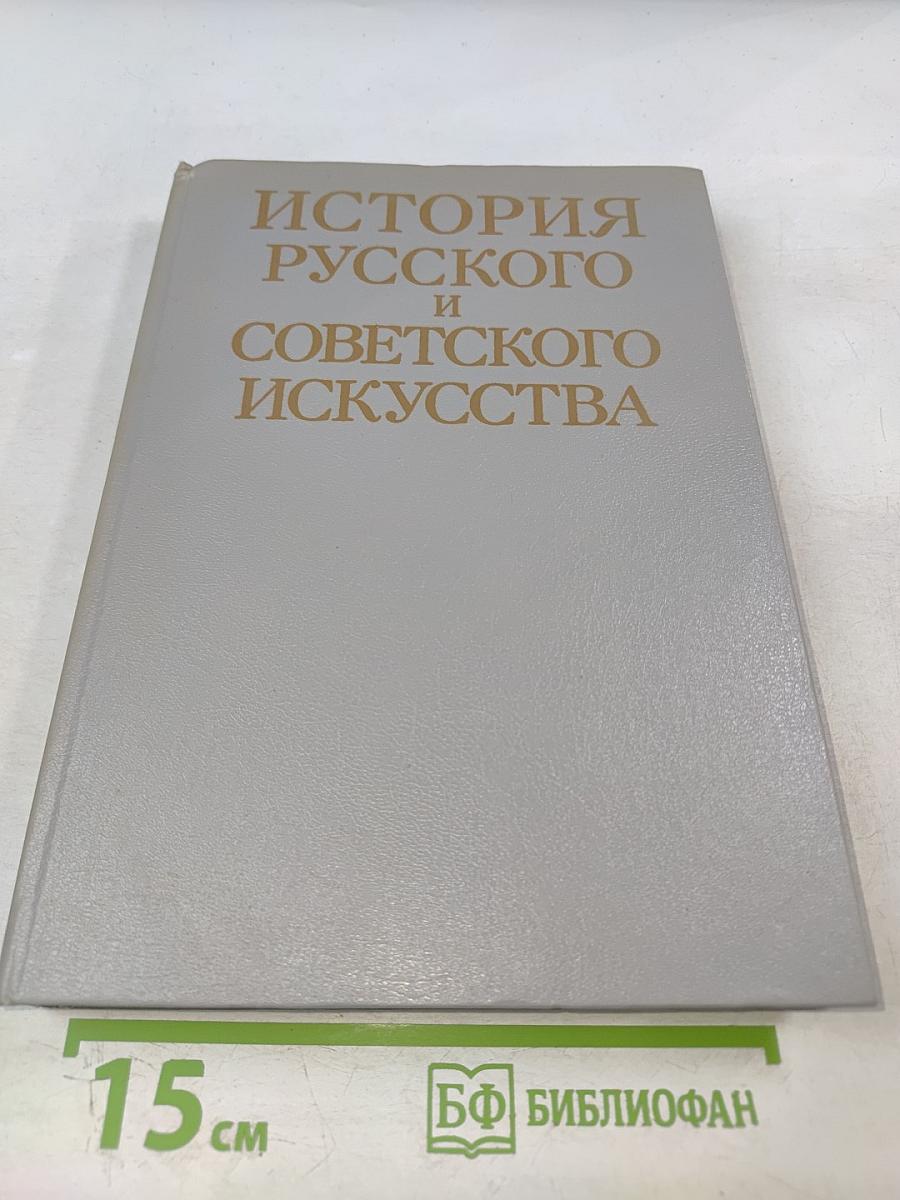 ИСТОРИЯ
РУССКОГО
И
СОВЕТСКОГО
ИСКУССТВА
15 см
БФ БИБЛИОФАН